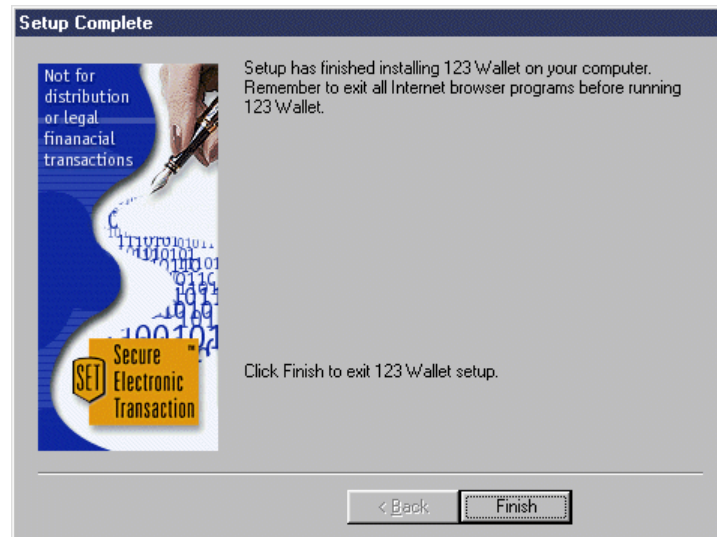 Setup Complete
Not for
distribution
or legal
finanacial
transactions
Setup has finished installing 123 Wallet on your computer.
Remember to exit all Internet browser programs before running
123 Wallet.
SET
Secure ™
Electronic
Transaction
Click Finish to exit 123 Wallet setup.
< Back
Finish